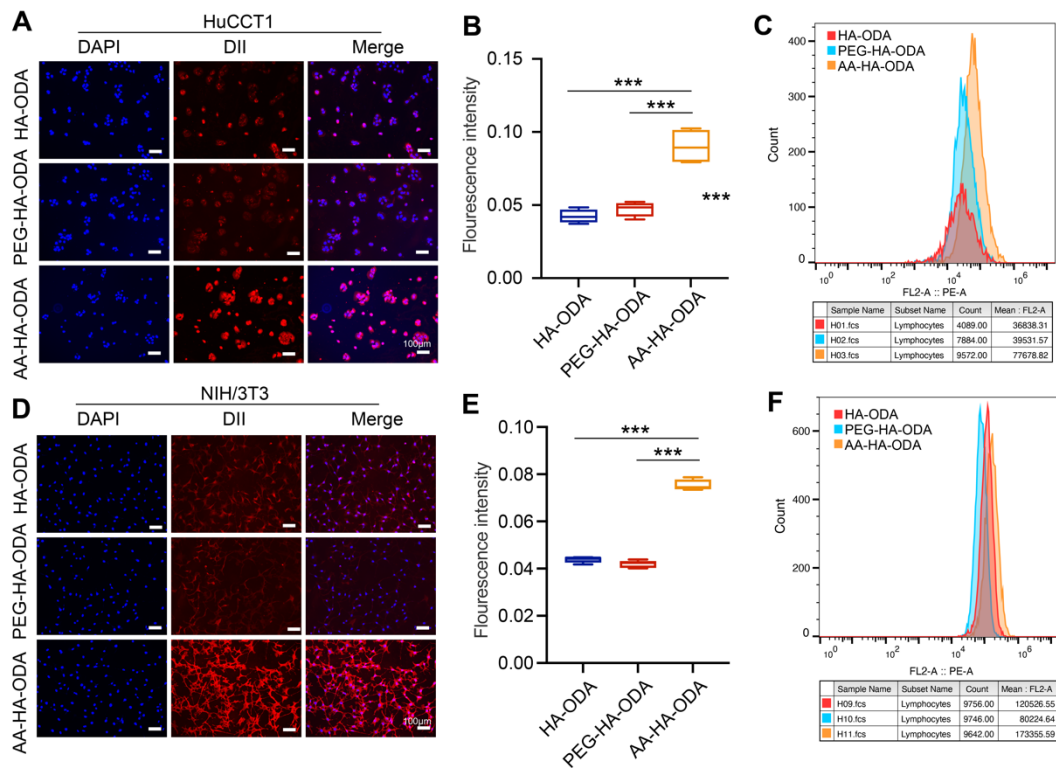 A
HuCCT1
DAPI DII Merge
HA-ODA
PEG-HA-ODA
AA-HA-ODA
100μm
B
Flourescence intensity
0.15
0.10
0.05
0.00
***
***
***
HA-ODA
PEG-HA-ODA
AA-HA-ODA
C
HA-ODA
PEG-HA-ODA
AA-HA-ODA
Count
400
300
200
100
0
10^0 10^2 10^4 10^6
FL2-A :: PE-A
Sample Name Subset Name Count Mean : FL2-A
H01.fcs Lymphocytes 4089.00 36838.31
H02.fcs Lymphocytes 7884.00 39531.57
H03.fcs Lymphocytes 9572.00 77678.82
D
NIH/3T3
DAPI DII Merge
HA-ODA
PEG-HA-ODA
AA-HA-ODA
100μm
E
Flourescence intensity
0.10
0.08
0.06
0.04
0.02
0.00
***
***
HA-ODA
PEG-HA-ODA
AA-HA-ODA
F
HA-ODA
PEG-HA-ODA
AA-HA-ODA
Count
600
400
200
0
10^0 10^2 10^4 10^6
FL2-A :: PE-A
Sample Name Subset Name Count Mean : FL2-A
H09.fcs Lymphocytes 9756.00 120526.55
H10.fcs Lymphocytes 9746.00 80224.64
H11.fcs Lymphocytes 9642.00 173355.59